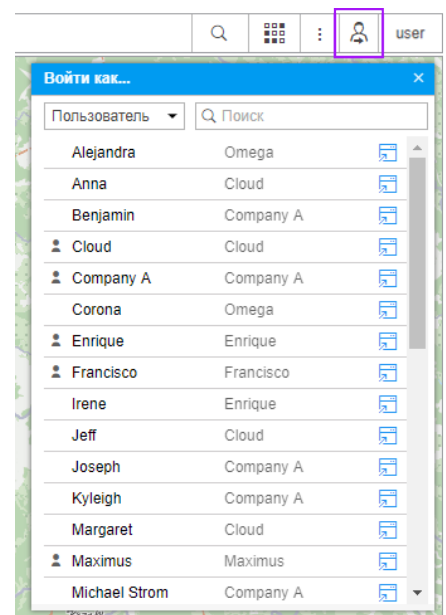 user
Войти как...
Пользователь Поиск
Alejandra Omega
Anna Cloud
Benjamin Company A
Cloud Cloud
Company A Company A
Corona Omega
Enrique Enrique
Francisco Francisco
Irene Enrique
Jeff Cloud
Joseph Company A
Kyleigh Company A
Margaret Cloud
Maximus Maximus
Michael Strom Company A